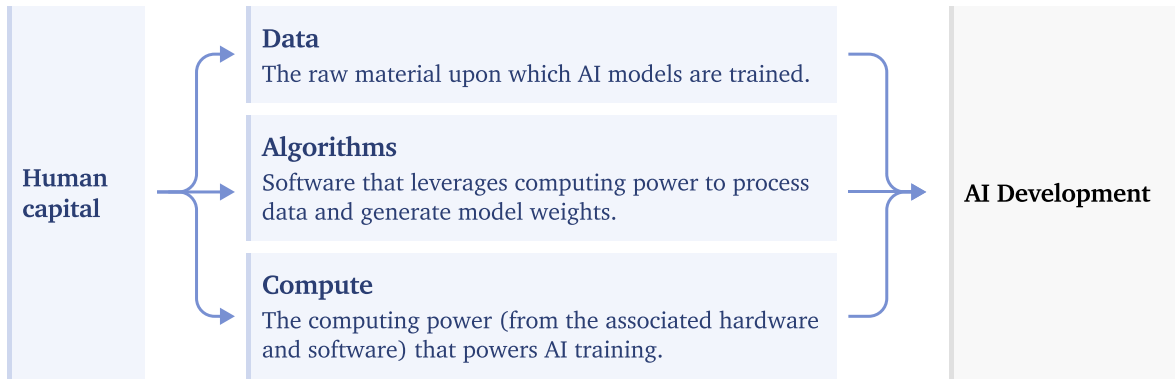 Human
capital
Data
The raw material upon which AI models are trained.
Algorithms
Software that leverages computing power to process
data and generate model weights.
Compute
The computing power (from the associated hardware
and software) that powers AI training.
AI Development